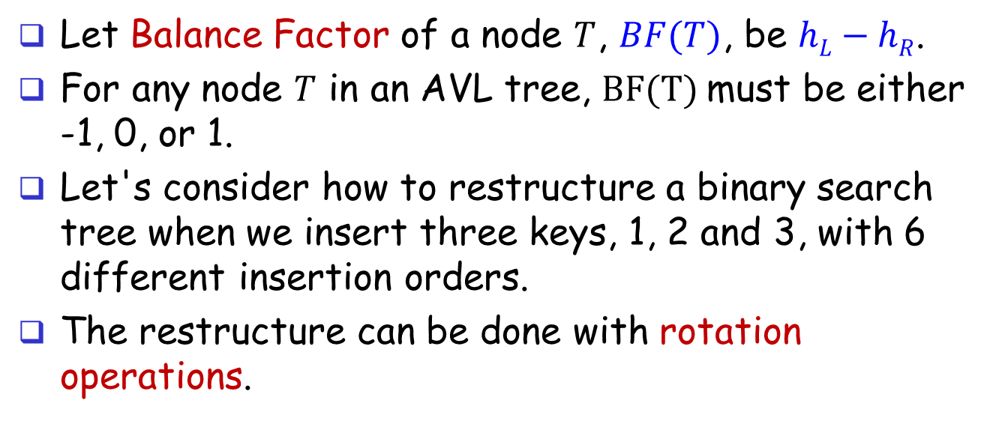 ❑ Let Balance Factor of a node T, BF(T), be h_L − h_R.
❑ For any node T in an AVL tree, BF(T) must be either
-1, 0, or 1.
❑ Let's consider how to restructure a binary search
tree when we insert three keys, 1, 2 and 3, with 6
different insertion orders.
❑ The restructure can be done with rotation
operations.